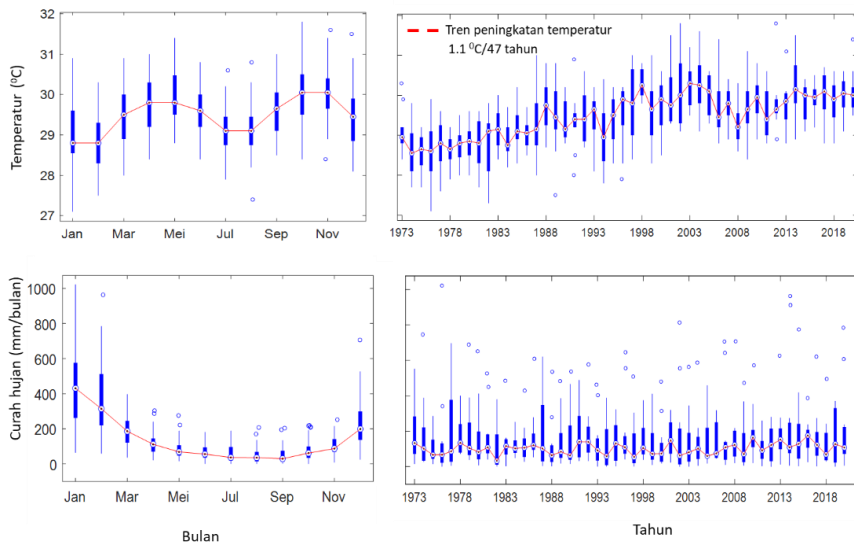 Temperatur (⁰C)
32
31
30
29
28
27
Jan
Mar
Mei
Jul
Sep
Nov
Tren peningkatan temperatur
1.1 ⁰C/47 tahun
1973
1978
1983
1988
1993
1998
2003
2008
2013
2018
Curah hujan (mm/bulan)
1000
800
600
400
200
0
Jan
Mar
Mei
Jul
Sep
Nov
Bulan
1973
1978
1983
1988
1993
1998
2003
2008
2013
2018
Tahun